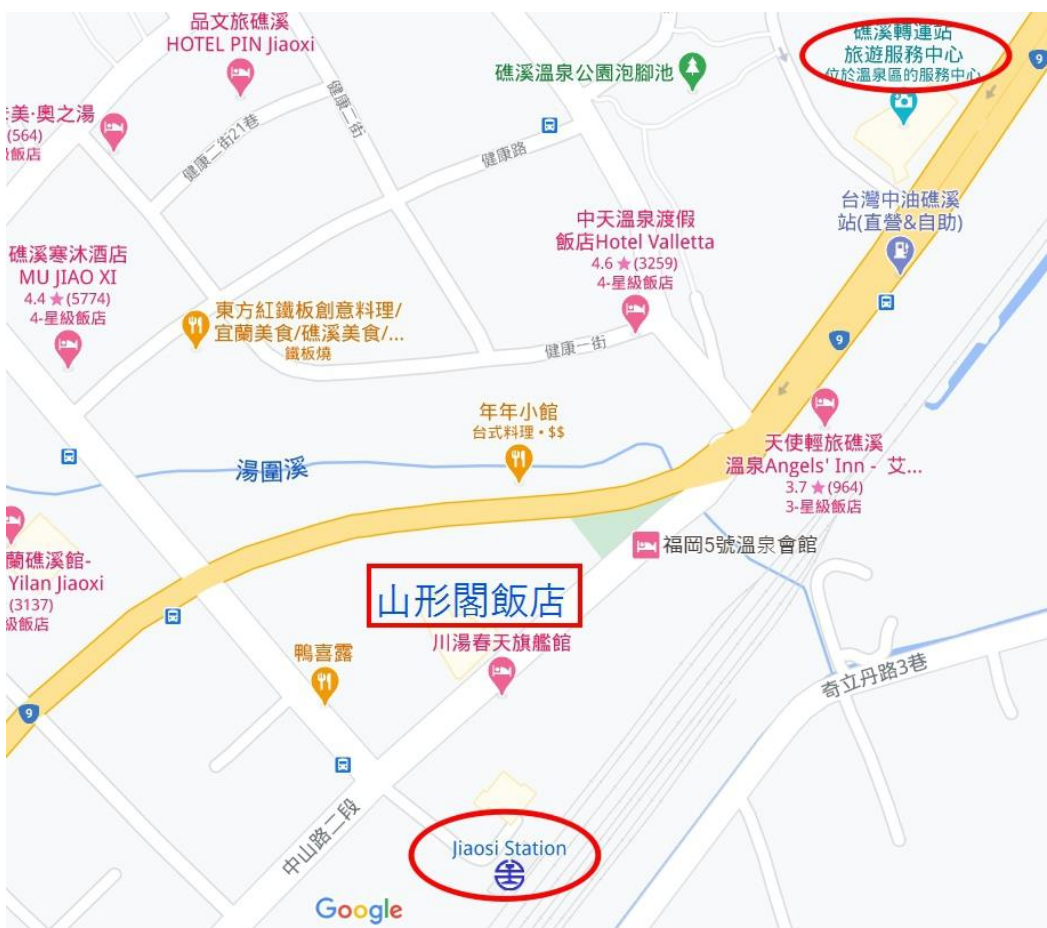 品文旅礁溪
HOTEL PIN Jiaoxi
礁溪轉運站
旅遊服務中心
位於溫泉區的服務中心
9
礁溪溫泉公園泡腳池
美·奧之湯
(564)
級飯店
健康二街21巷
健康二街
健康路
台灣中油礁溪
站(直營&自助)
中天溫泉渡假
飯店Hotel Valletta
4.6 ★ (3259)
4-星級飯店
礁溪寒沐酒店
MU JIAO XI
4.4 ★ (5774)
4-星級飯店
東方紅鐵板創意料理/
宜蘭美食/礁溪美食/...
鐵板燒
健康一街
9
年年小館
台式料理・$$
天使輕旅礁溪
溫泉Angels' Inn - 艾...
3.7 ★ (964)
3-星級飯店
湯圍溪
福岡5號溫泉會館
蘭礁溪館-
Yilan Jiaoxi
(3137)
級飯店
山形閣飯店
川湯春天旗艦館
鴨喜露
奇立丹路3巷
9
中山路二段
Jiaosi Station
Google